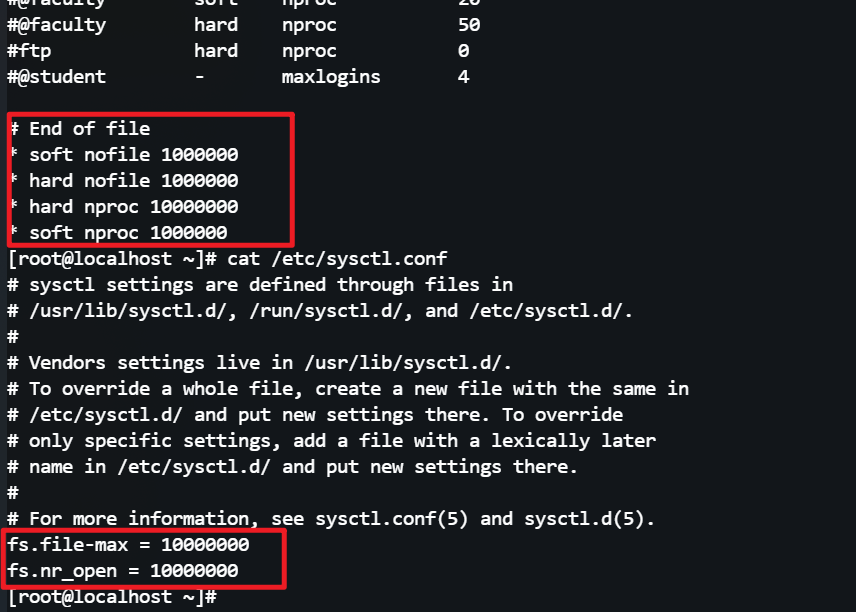 #@faculty        soft    nproc           20
#@faculty        hard    nproc           50
#ftp             hard    nproc           0
#@student        -       maxlogins       4
# End of file
* soft nofile 1000000
* hard nofile 1000000
* hard nproc 10000000
* soft nproc 1000000
[root@localhost ~]# cat /etc/sysctl.conf
# sysctl settings are defined through files in
# /usr/lib/sysctl.d/, /run/sysctl.d/, and /etc/sysctl.d/.
#
# Vendors settings live in /usr/lib/sysctl.d/.
# To override a whole file, create a new file with the same in
# /etc/sysctl.d/ and put new settings there. To override
# only specific settings, add a file with a lexically later
# name in /etc/sysctl.d/ and put new settings there.
#
# For more information, see sysctl.conf(5) and sysctl.d(5).
fs.file-max = 10000000
fs.nr_open = 10000000
[root@localhost ~]#